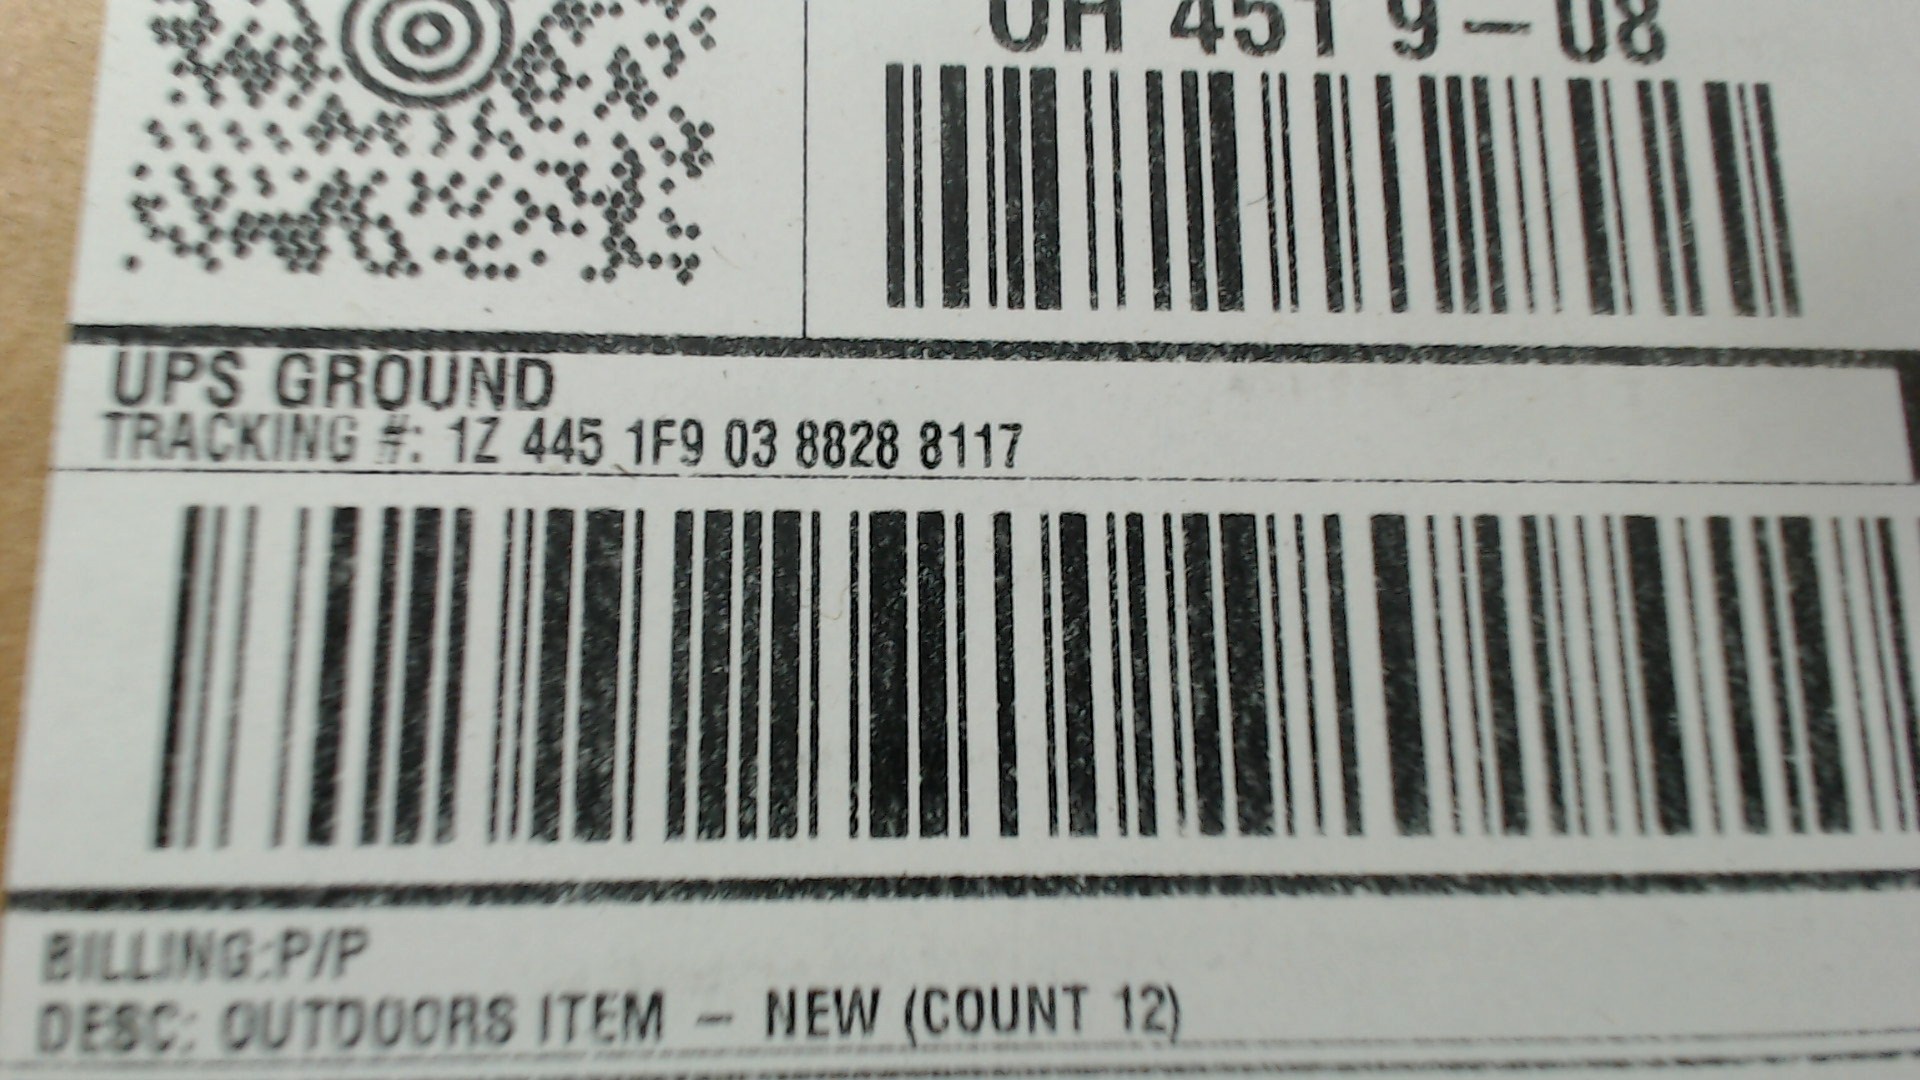 OH 451 9-08
UPS GROUND
TRACKING #: 1Z 445 1F9 03 8828 8117
BILLING:P/P
DESC: OUTDOORS ITEM - NEW (COUNT 12)